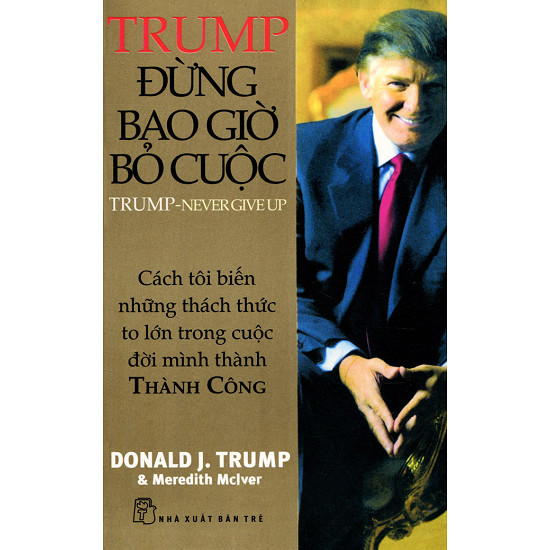 TRUMP
ĐỪNG
BAO GIỜ
BỎ CUỘC
TRUMP-NEVER GIVE UP
Cách tôi biến
những thách thức
to lớn trong cuộc
đời mình thành
THÀNH CÔNG
DONALD J. TRUMP
& Meredith McIver
NHÀ XUẤT BẢN TRẺ